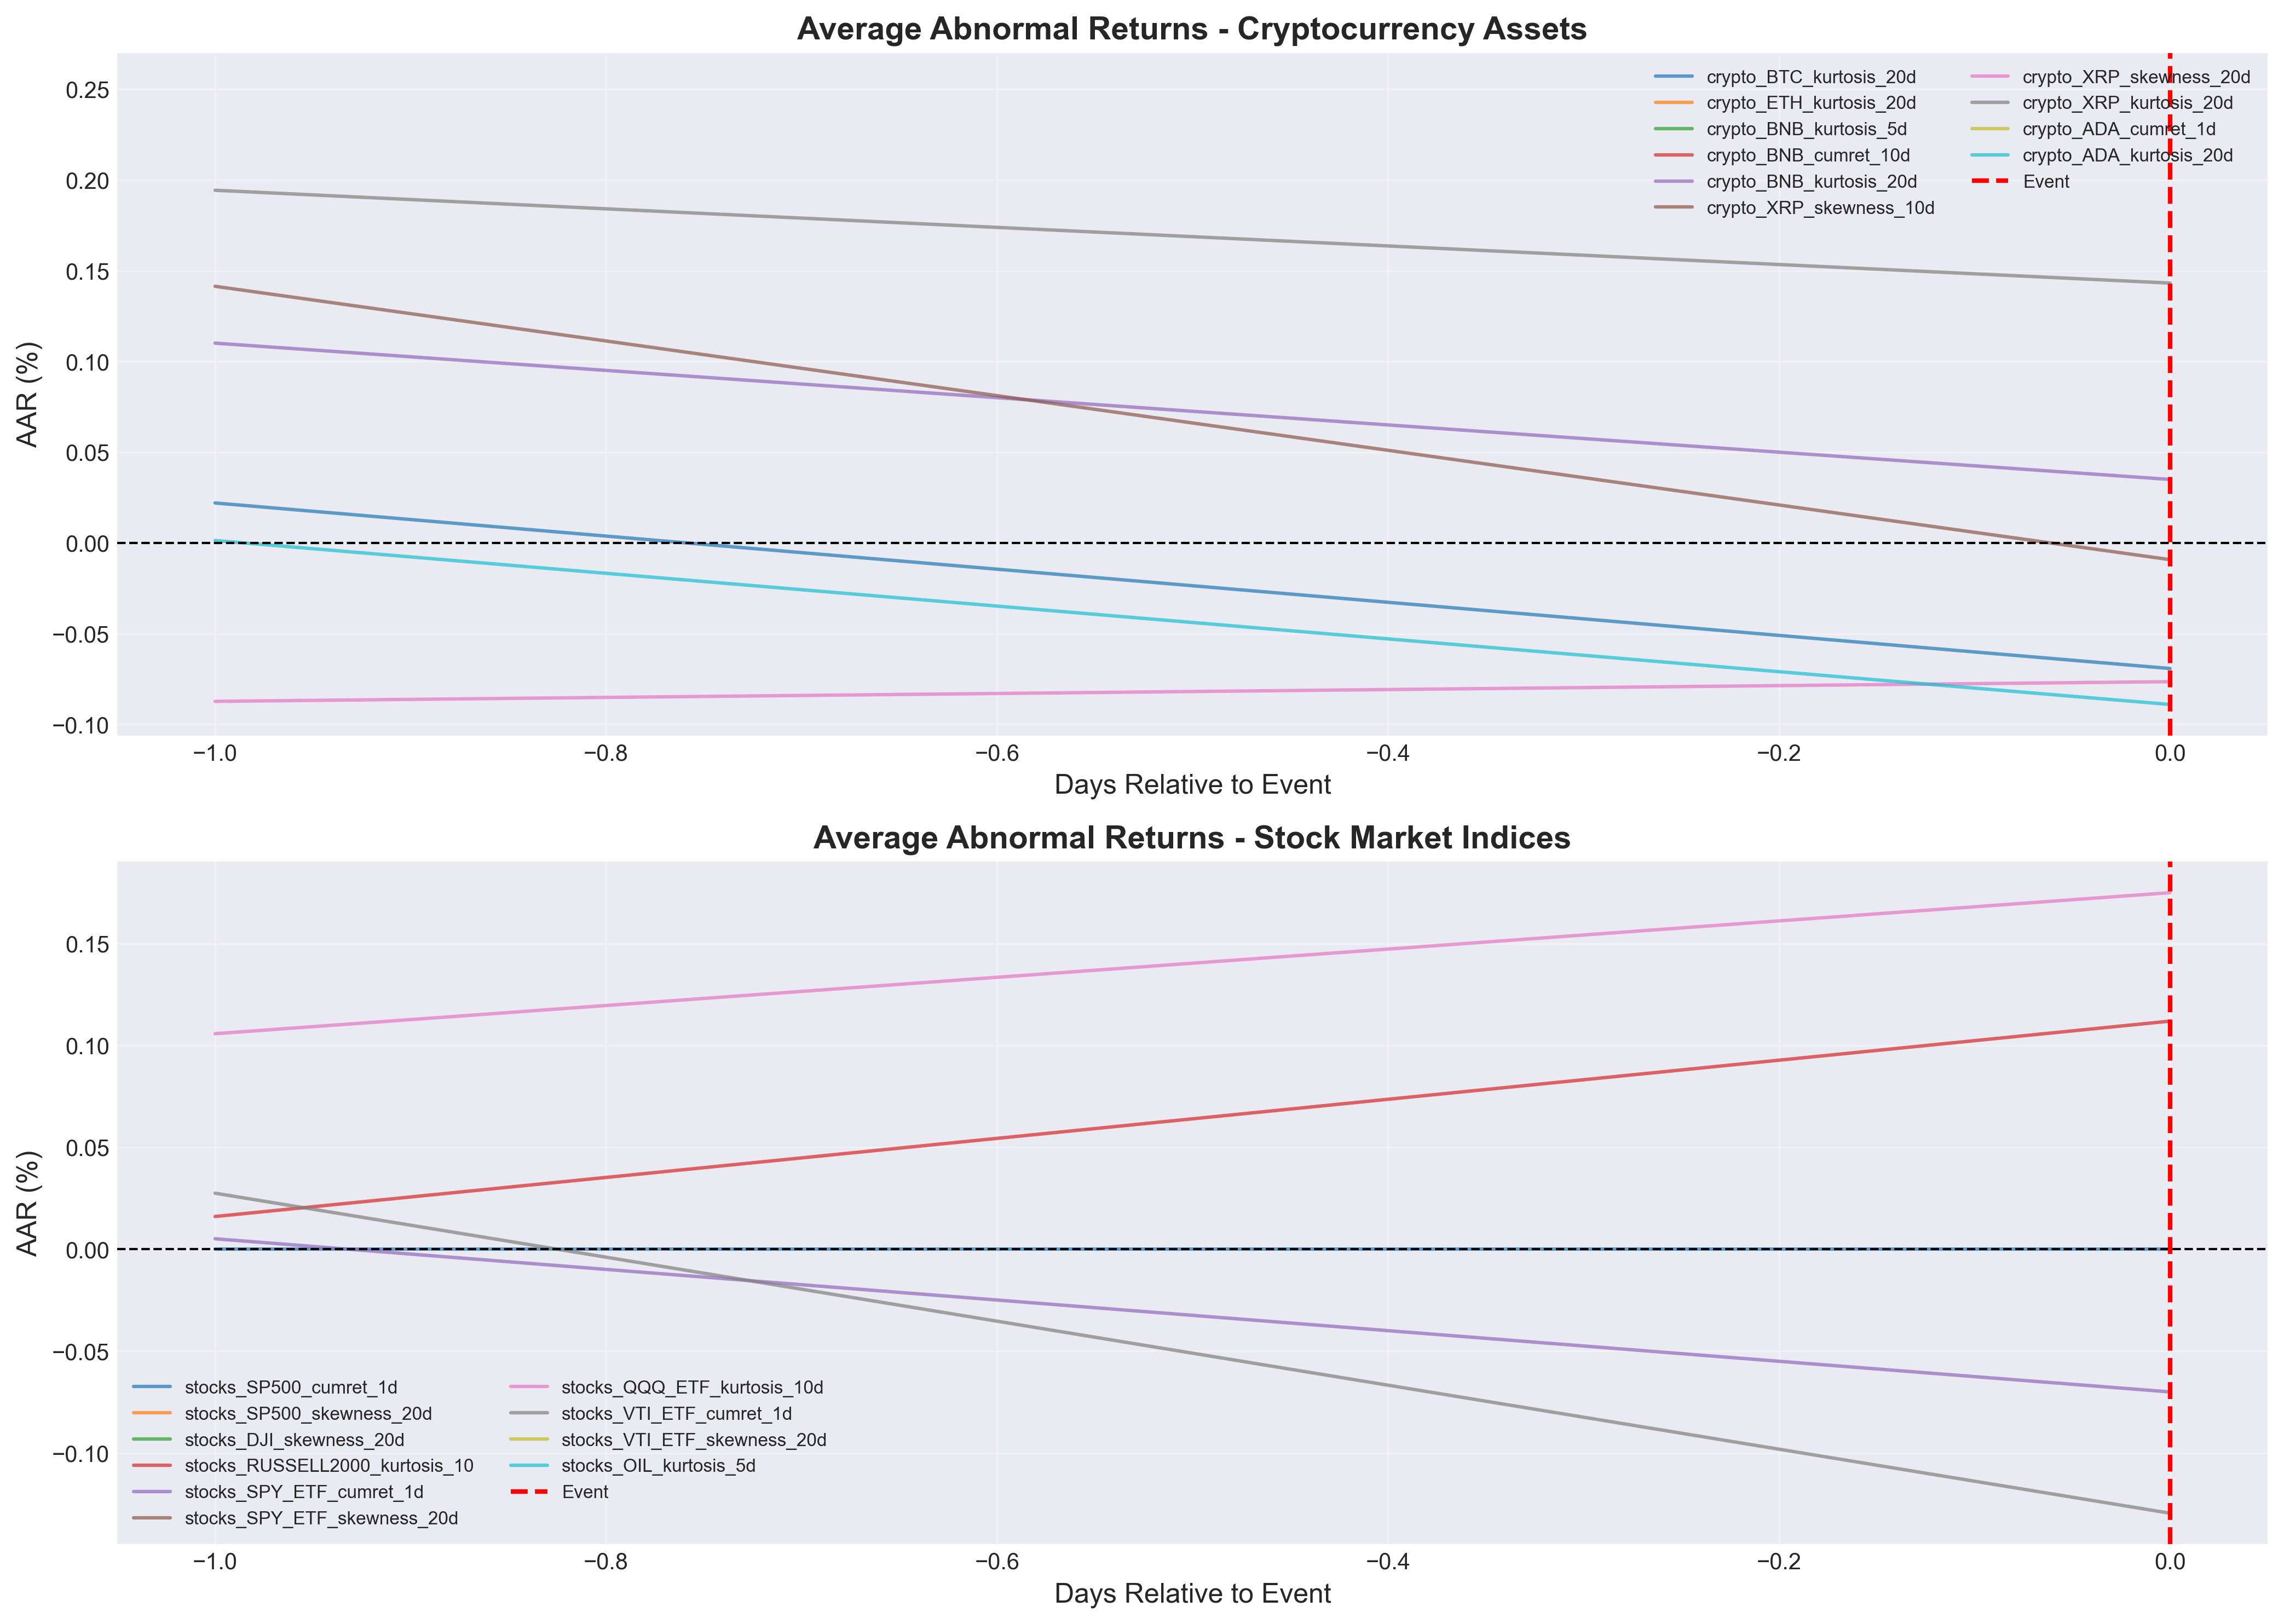 Average Abnormal Returns - Cryptocurrency Assets
AAR (%)
0.25
0.20
0.15
0.10
0.05
0.00
−0.05
−0.10
crypto_BTC_kurtosis_20d
crypto_ETH_kurtosis_20d
crypto_BNB_kurtosis_5d
crypto_BNB_cumret_10d
crypto_BNB_kurtosis_20d
crypto_XRP_skewness_10d
crypto_XRP_skewness_20d
crypto_XRP_kurtosis_20d
crypto_ADA_cumret_1d
crypto_ADA_kurtosis_20d
Event
−1.0 −0.8 −0.6 −0.4 −0.2 0.0
Days Relative to Event
Average Abnormal Returns - Stock Market Indices
AAR (%)
0.15
0.10
0.05
0.00
−0.05
−0.10
stocks_SP500_cumret_1d
stocks_SP500_skewness_20d
stocks_DJI_skewness_20d
stocks_RUSSELL2000_kurtosis_10
stocks_SPY_ETF_cumret_1d
stocks_SPY_ETF_skewness_20d
stocks_QQQ_ETF_kurtosis_10d
stocks_VTI_ETF_cumret_1d
stocks_VTI_ETF_skewness_20d
stocks_OIL_kurtosis_5d
Event
−1.0 −0.8 −0.6 −0.4 −0.2 0.0
Days Relative to Event